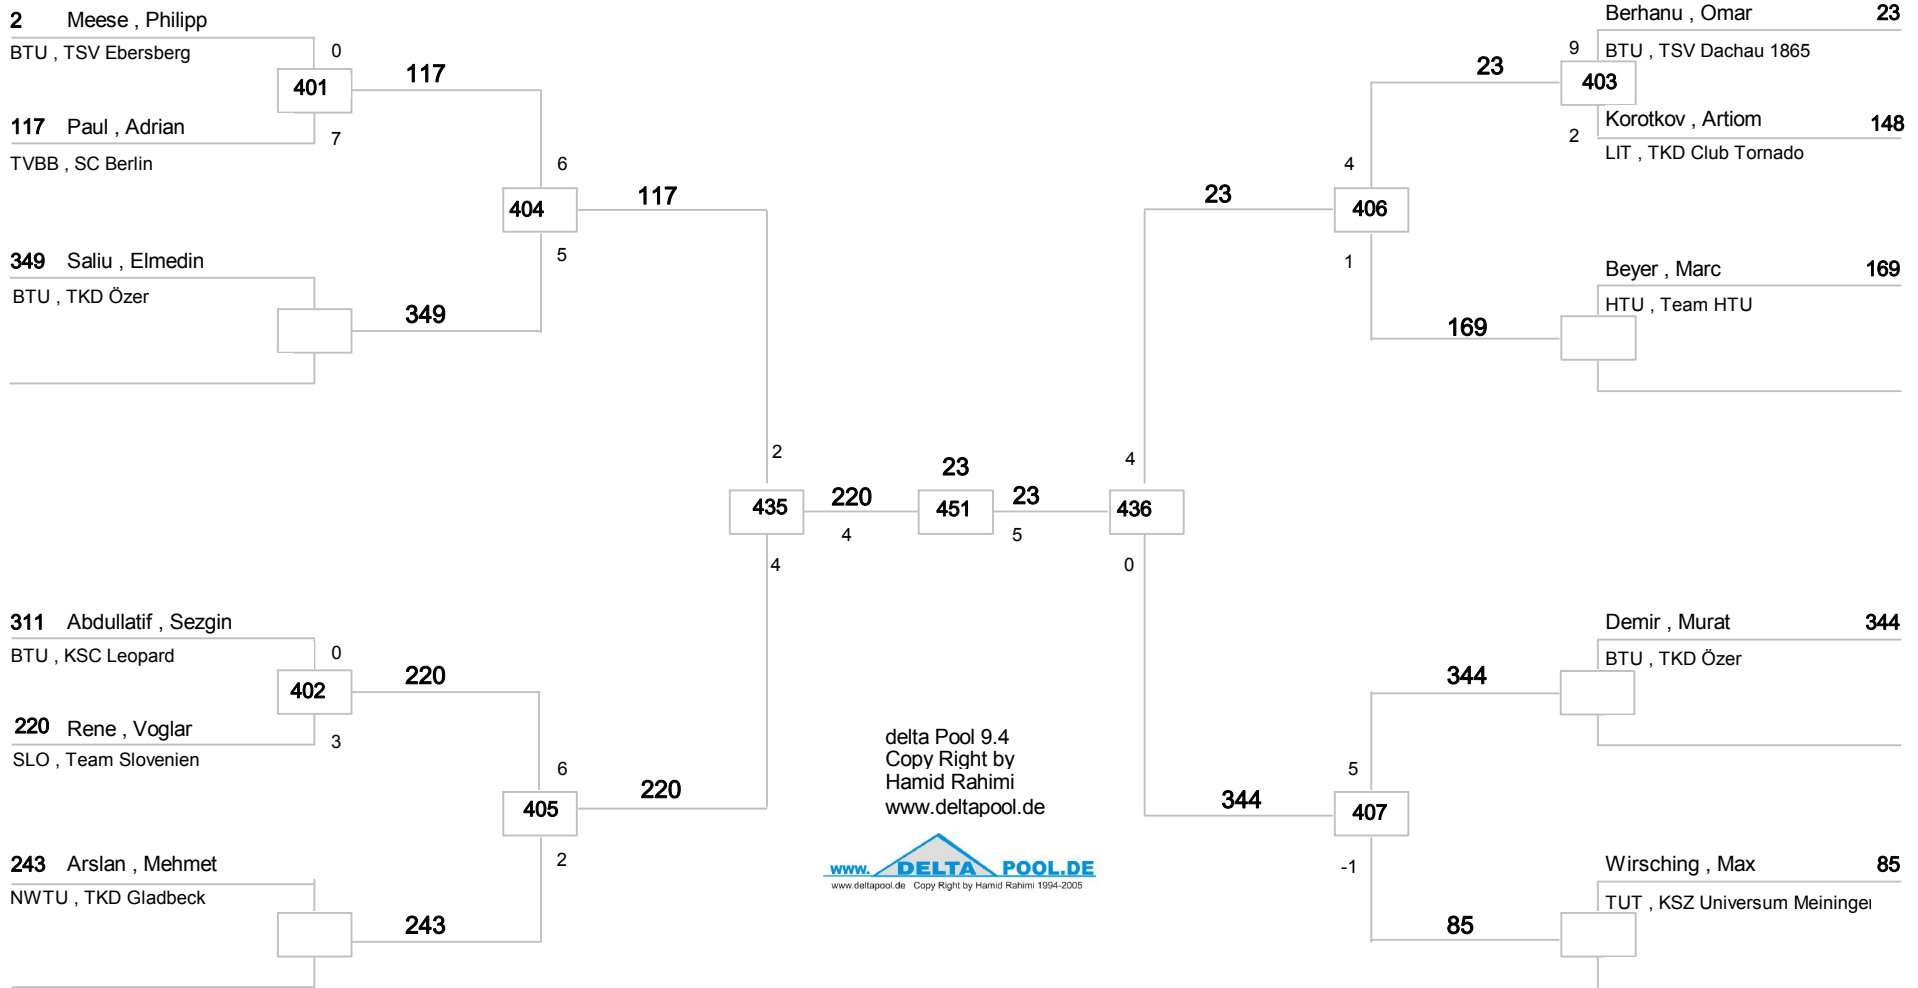 2 Meese , Philipp
BTU , TSV Ebersberg
0
401
117
117 Paul , Adrian
7
TVBB , SC Berlin
6
404
117
5
349 Saliu , Elmedin
BTU , TKD Özer
349
2
435
220
4
4
23
451
23
5
311 Abdullatif , Sezgin
BTU , KSC Leopard
0
402
220
220 Rene , Voglar
3
SLO , Team Slovenien
6
405
220
2
243 Arslan , Mehmet
NWTU , TKD Gladbeck
243
delta Pool 9.4
Copy Right by
Hamid Rahimi
www.deltapool.de
www. DELTA POOL.DE
www.deltapool.de Copy Right by Hamid Rahimi 1994-2005
Berhanu , Omar 23
9
BTU , TSV Dachau 1865
23
403
Korotkov , Artiom 148
2
LIT , TKD Club Tornado
4
23
406
1
Beyer , Marc 169
HTU , Team HTU
169
4
436
0
Demir , Murat 344
BTU , TKD Özer
344
5
344
407
-1
Wirsching , Max 85
TUT , KSZ Universum Meininger
85